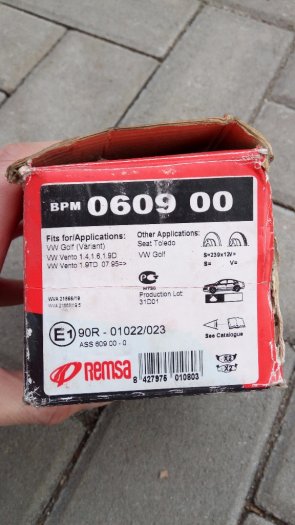 BPM 0609 00
Fits for/Applications:
VW Golf (Variant)
VW Vento 1.4,1.6,1.9D
VW Vento 1.9TD 07.95=>
Other Applications:
Seat Toledo
VW Golf
Production Lot:
31D01
See Catalogue
E1 90R - 01022/023
ASS 609 00 - 0
REMSA
8 427975 010803